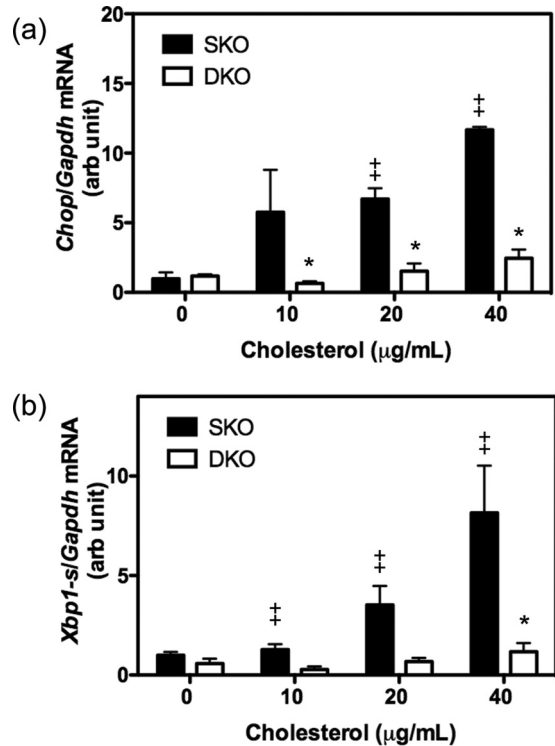 (a)
20
15
10
5
0
Chop/Gapdh mRNA
(arb unit)
SKO
DKO
‡
‡
*
*
*
0 10 20 40
Cholesterol (μg/mL)
(b)
10
5
0
Xbp1-s/Gapdh mRNA
(arb unit)
SKO
DKO
‡
‡
‡
*
0 10 20 40
Cholesterol (μg/mL)